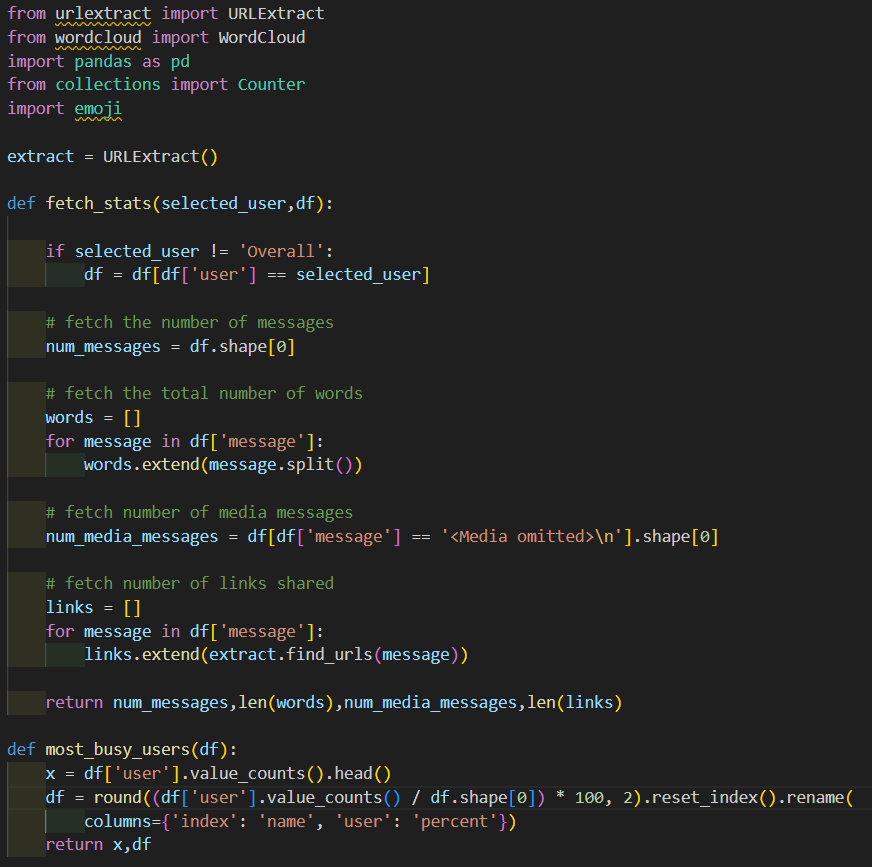 from urlextract import URLExtract
from wordcloud import WordCloud
import pandas as pd
from collections import Counter
import emoji

extract = URLExtract()

def fetch_stats(selected_user,df):

    if selected_user != 'Overall':
        df = df[df['user'] == selected_user]

    # fetch the number of messages
    num_messages = df.shape[0]

    # fetch the total number of words
    words = []
    for message in df['message']:
        words.extend(message.split())

    # fetch number of media messages
    num_media_messages = df[df['message'] == '<Media omitted>\n'].shape[0]

    # fetch number of links shared
    links = []
    for message in df['message']:
        links.extend(extract.find_urls(message))

    return num_messages,len(words),num_media_messages,len(links)

def most_busy_users(df):
    x = df['user'].value_counts().head()
    df = round((df['user'].value_counts() / df.shape[0]) * 100, 2).reset_index().rename(
        columns={'index': 'name', 'user': 'percent'})
    return x,df